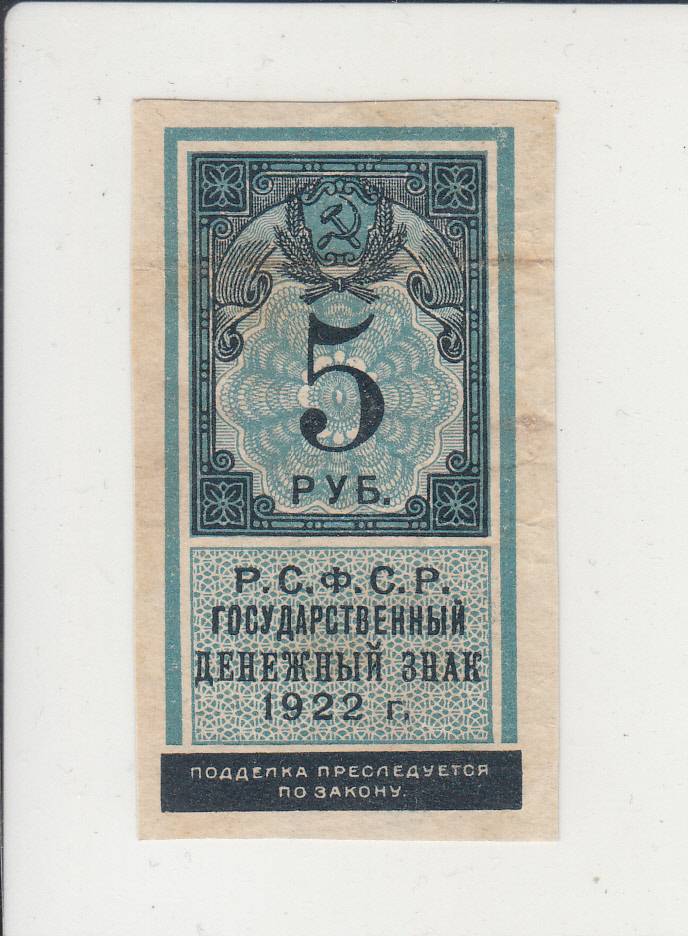 5
РУБ.
Р.С.Ф.С.Р.
ГОСУДАРСТВЕННЫЙ
ДЕНЕЖНЫЙ ЗНАК
1922 г.
ПОДДЕЛКА ПРЕСЛЕДУЕТСЯ
ПО ЗАКОНУ.